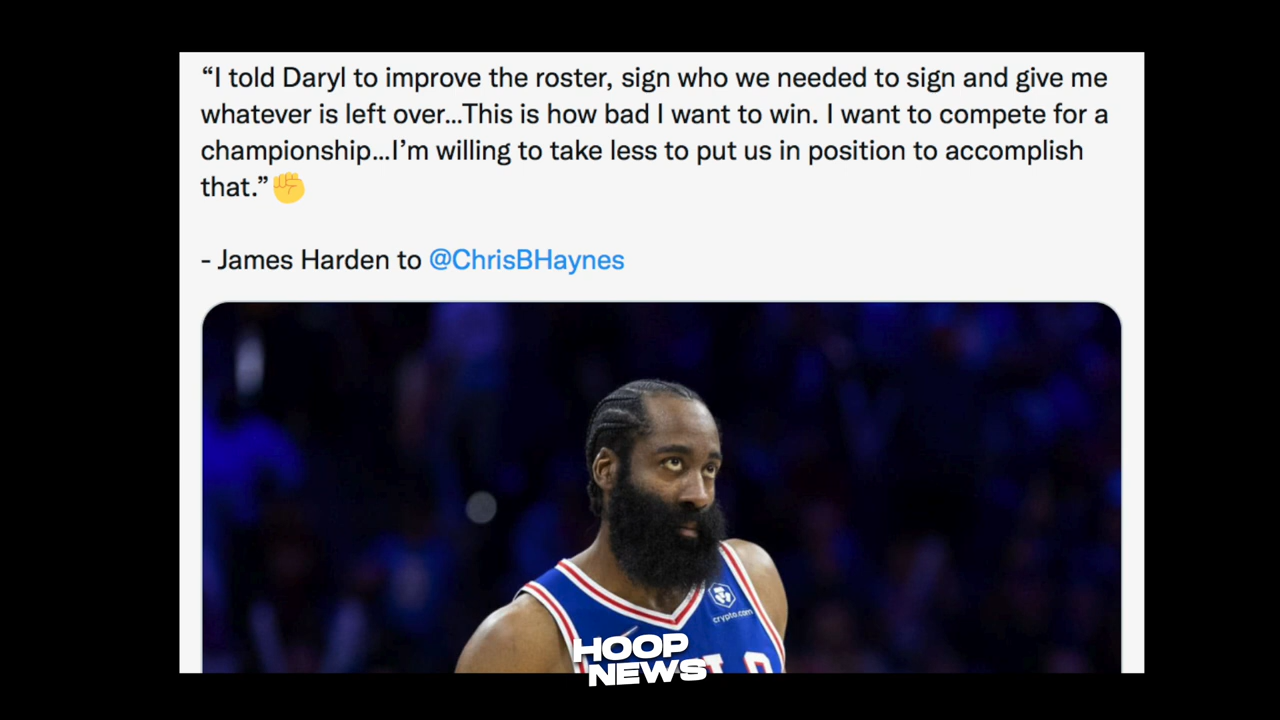 “I told Daryl to improve the roster, sign who we needed to sign and give me
whatever is left over...This is how bad I want to win. I want to compete for a
championship...I’m willing to take less to put us in position to accomplish
that.”✊
- James Harden to @ChrisBHaynes
crypto.com
HOOP
NEWS